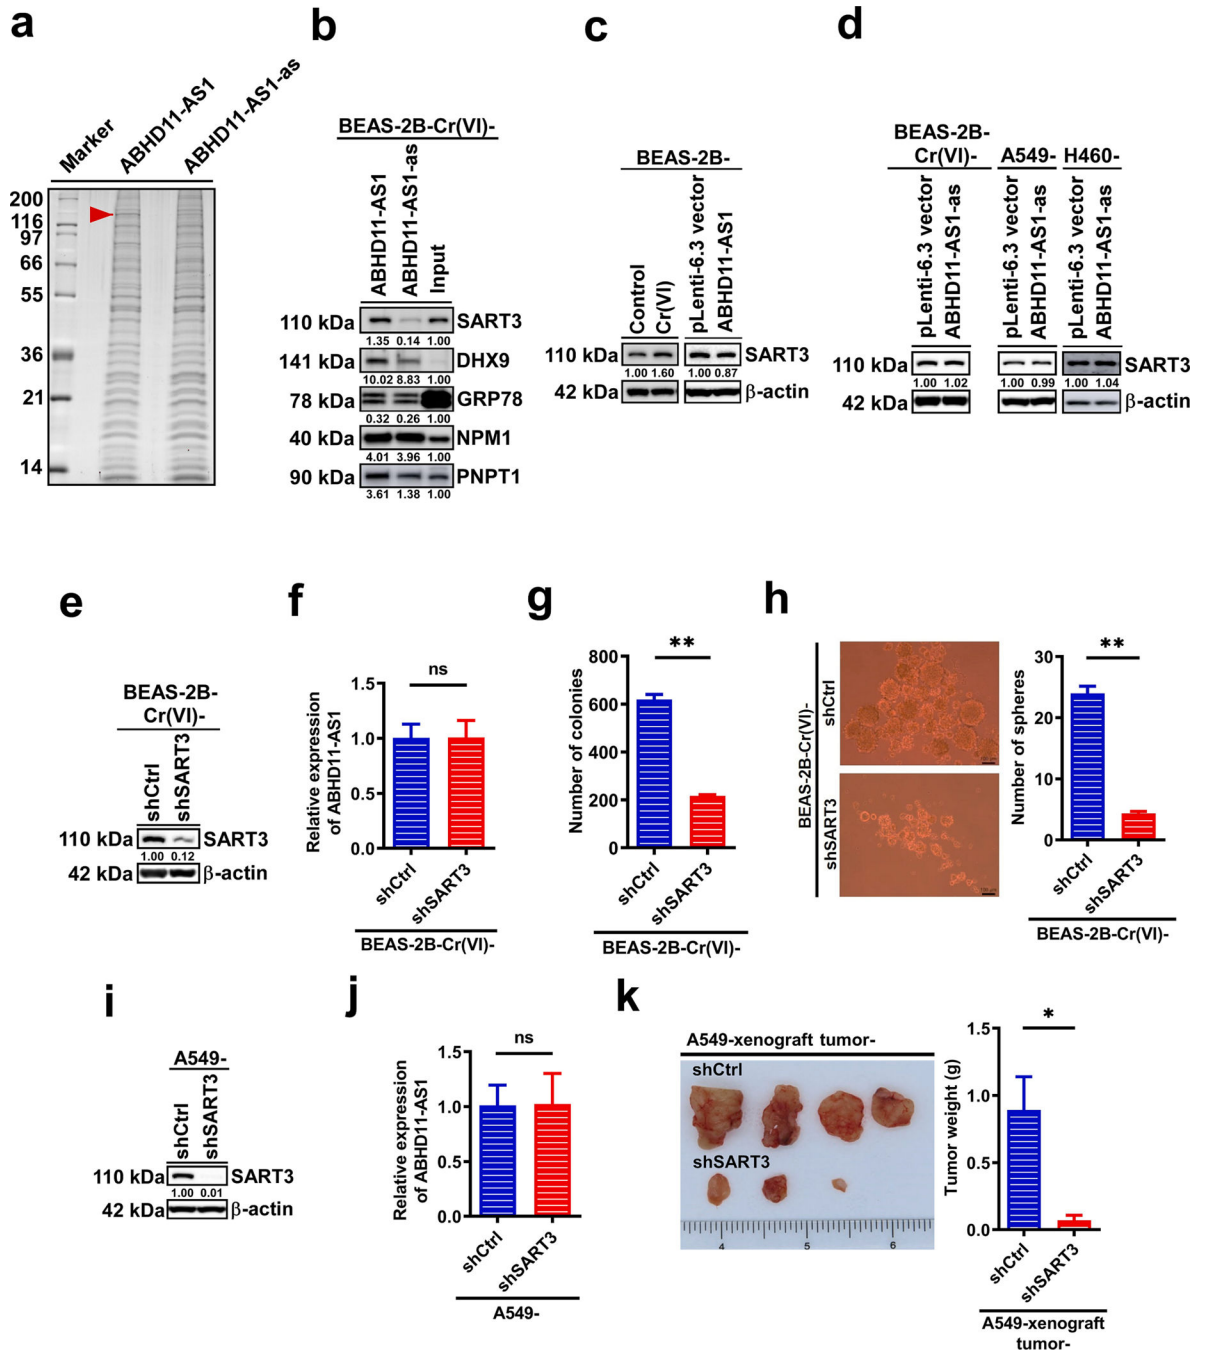 a
Marker
ABHD11-AS1
ABHD11-AS1-as
200
116
97
66
55
36
21
14
b
BEAS-2B-Cr(VI)-
ABHD11-AS1
ABHD11-AS1-as
Input
110 kDa SART3
1.35 0.14 1.00
141 kDa DHX9
10.02 8.83 1.00
78 kDa GRP78
0.32 0.26 1.00
40 kDa NPM1
4.01 3.96 1.00
90 kDa PNPT1
3.61 1.38 1.00
c
BEAS-2B-
Control
Cr(VI)
pLenti-6.3 vector
ABHD11-AS1
110 kDa SART3
1.00 1.60 1.00 0.87
42 kDa β-actin
d
BEAS-2B-
Cr(VI)- A549- H460-
pLenti-6.3 vector
ABHD11-AS1-as
pLenti-6.3 vector
ABHD11-AS1-as
pLenti-6.3 vector
ABHD11-AS1-as
110 kDa SART3
1.00 1.02 1.00 0.99 1.00 1.04
42 kDa β-actin
e
BEAS-2B-
Cr(VI)-
shCtrl
shSART3
110 kDa SART3
1.00 0.12
42 kDa β-actin
f
Relative expression
of ABHD11-AS1
1.5
1.0
0.5
0.0
ns
shCtrl
shSART3
BEAS-2B-Cr(VI)-
g
Number of colonies
800
600
400
200
0
**
shCtrl
shSART3
BEAS-2B-Cr(VI)-
h
BEAS-2B-Cr(VI)-
shCtrl
shSART3
Number of spheres
30
20
10
0
**
shCtrl
shSART3
BEAS-2B-Cr(VI)-
i
A549-
shCtrl
shSART3
110 kDa SART3
1.00 0.01
42 kDa β-actin
j
Relative expression
of ABHD11-AS1
1.5
1.0
0.5
0.0
ns
shCtrl
shSART3
A549-
k
A549-xenograft tumor-
shCtrl
shSART3
4 5 6
Tumor weight (g)
1.5
1.0
0.5
0.0
*
shCtrl
shSART3
A549-xenograft
tumor-